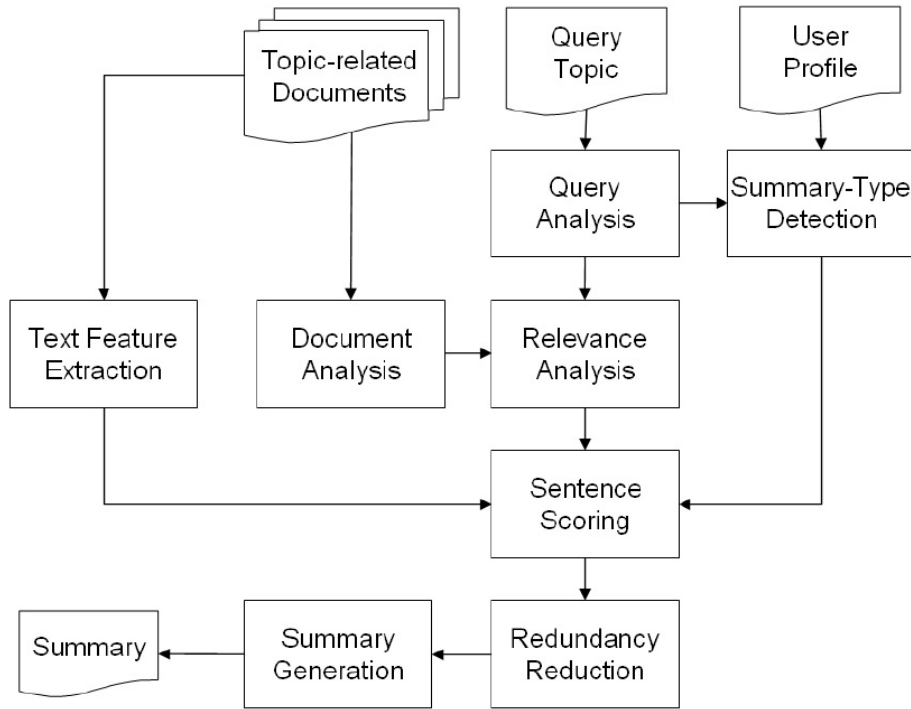 Topic-related
Documents
Query
Topic
User
Profile
Query
Analysis
Summary-Type
Detection
Text Feature
Extraction
Document
Analysis
Relevance
Analysis
Sentence
Scoring
Summary
Summary
Generation
Redundancy
Reduction